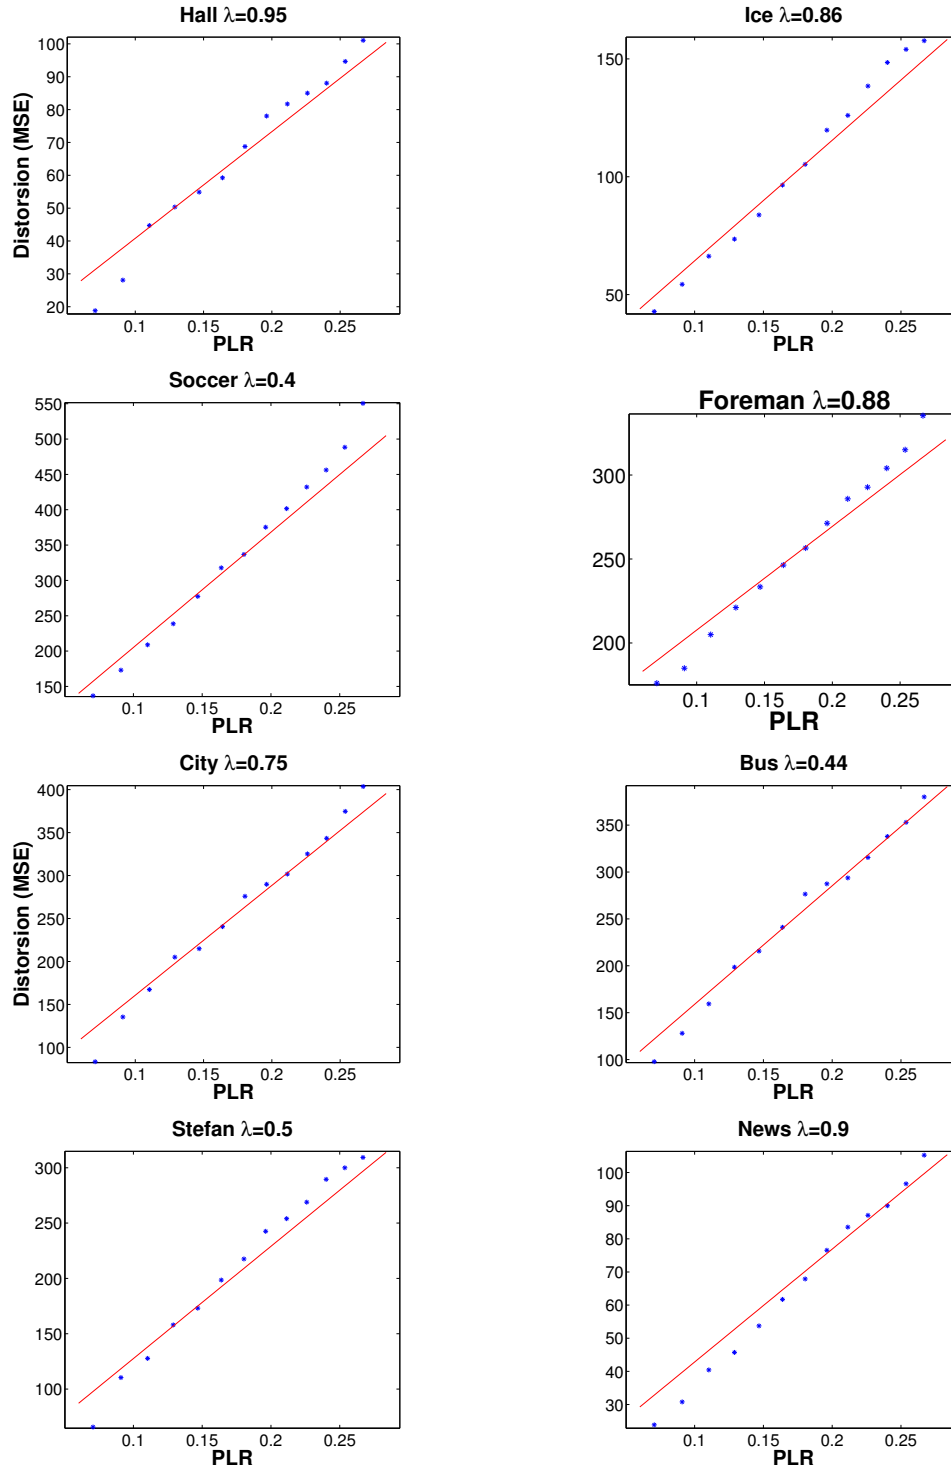 Hall λ=0.95
Distorsion (MSE)
100
90
80
70
60
50
40
30
20
0.1 0.15 0.2 0.25
PLR
Ice λ=0.86
150
100
50
0.1 0.15 0.2 0.25
PLR
Soccer λ=0.4
550
500
450
400
350
300
250
200
150
0.1 0.15 0.2 0.25
PLR
Foreman λ=0.88
300
250
200
0.1 0.15 0.2 0.25
PLR
City λ=0.75
Distorsion (MSE)
400
350
300
250
200
150
100
0.1 0.15 0.2 0.25
PLR
Bus λ=0.44
350
300
250
200
150
100
0.1 0.15 0.2 0.25
PLR
Stefan λ=0.5
300
250
200
150
100
0.1 0.15 0.2 0.25
PLR
News λ=0.9
100
90
80
70
60
50
40
30
0.1 0.15 0.2 0.25
PLR